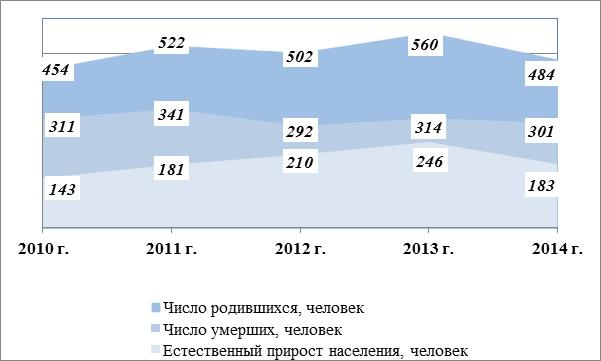 454
522
502
560
484
311
341
292
314
301
143
181
210
246
183
2010 г.
2011 г.
2012 г.
2013 г.
2014 г.
Число родившихся, человек
Число умерших, человек
Естественный прирост населения, человек